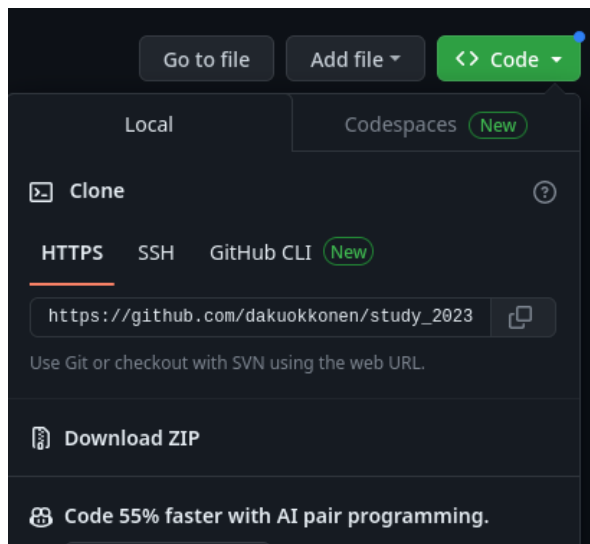 Go to file Add file Code
Local Codespaces New
Clone
HTTPS SSH GitHub CLI New
https://github.com/dakuokkonen/study_2023
Use Git or checkout with SVN using the web URL.
Download ZIP
Code 55% faster with AI pair programming.